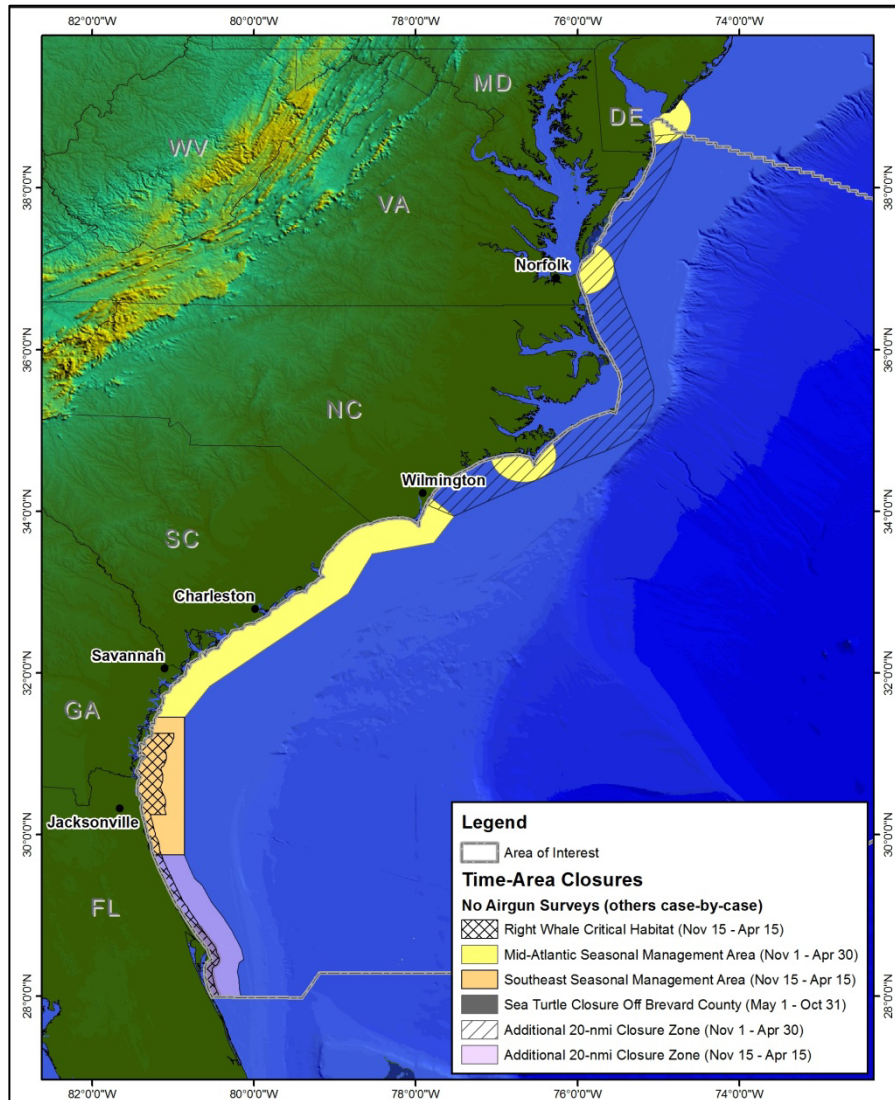 82°0'0"W 80°0'0"W 78°0'0"W 76°0'0"W 74°0'0"W
MD
DE
WV
38°0'0"N 38°0'0"N
VA
Norfolk
36°0'0"N 36°0'0"N
NC
Wilmington
34°0'0"N 34°0'0"N
SC
Charleston
Savannah
32°0'0"N 32°0'0"N
GA
Jacksonville
30°0'0"N 30°0'0"N
FL
28°0'0"N 28°0'0"N
Legend
Area of Interest
Time-Area Closures
No Airgun Surveys (others case-by-case)
Right Whale Critical Habitat (Nov 15 - Apr 15)
Mid-Atlantic Seasonal Management Area (Nov 1 - Apr 30)
Southeast Seasonal Management Area (Nov 15 - Apr 15)
Sea Turtle Closure Off Brevard County (May 1 - Oct 31)
Additional 20-nmi Closure Zone (Nov 1 - Apr 30)
Additional 20-nmi Closure Zone (Nov 15 - Apr 15)
82°0'0"W 80°0'0"W 78°0'0"W 76°0'0"W 74°0'0"W